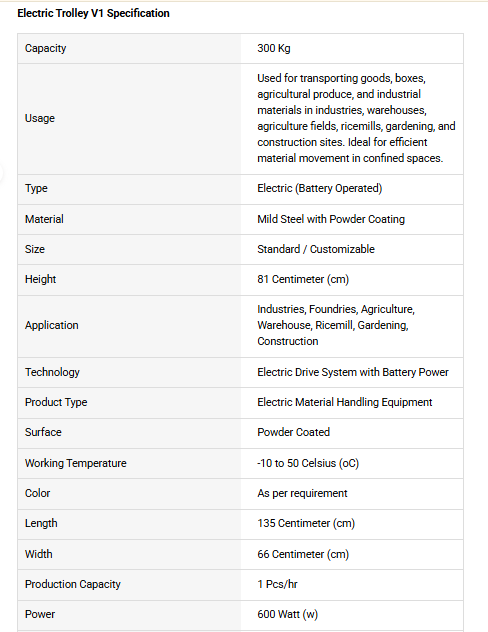 Electric Trolley V1 Specification
Capacity
300 Kg
Usage
Used for transporting goods, boxes,
agricultural produce, and industrial
materials in industries, warehouses,
agriculture fields, ricemills, gardening, and
construction sites. Ideal for efficient
material movement in confined spaces.
Type
Electric (Battery Operated)
Material
Mild Steel with Powder Coating
Size
Standard / Customizable
Height
81 Centimeter (cm)
Application
Industries, Foundries, Agriculture,
Warehouse, Ricemill, Gardening,
Construction
Technology
Electric Drive System with Battery Power
Product Type
Electric Material Handling Equipment
Surface
Powder Coated
Working Temperature
-10 to 50 Celsius (oC)
Color
As per requirement
Length
135 Centimeter (cm)
Width
66 Centimeter (cm)
Production Capacity
1 Pcs/hr
Power
600 Watt (w)